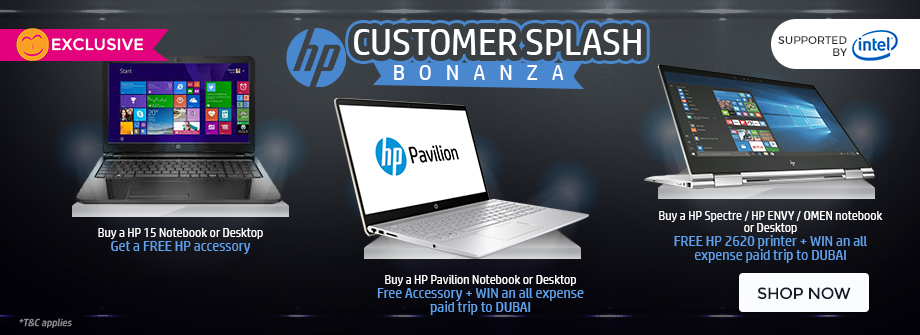 EXCLUSIVE
hp
CUSTOMER SPLASH
BONANZA
SUPPORTED
BY
intel
Start
hp Pavilion
Buy a HP 15 Notebook or Desktop
Get a FREE HP accessory
Buy a HP Pavilion Notebook or Desktop
Free Accessory + WIN an all expense
paid trip to DUBAI
Buy a HP Spectre / HP ENVY / OMEN notebook
or Desktop
FREE HP 2620 printer + WIN an all
expense paid trip to DUBAI
SHOP NOW
*T&C applies